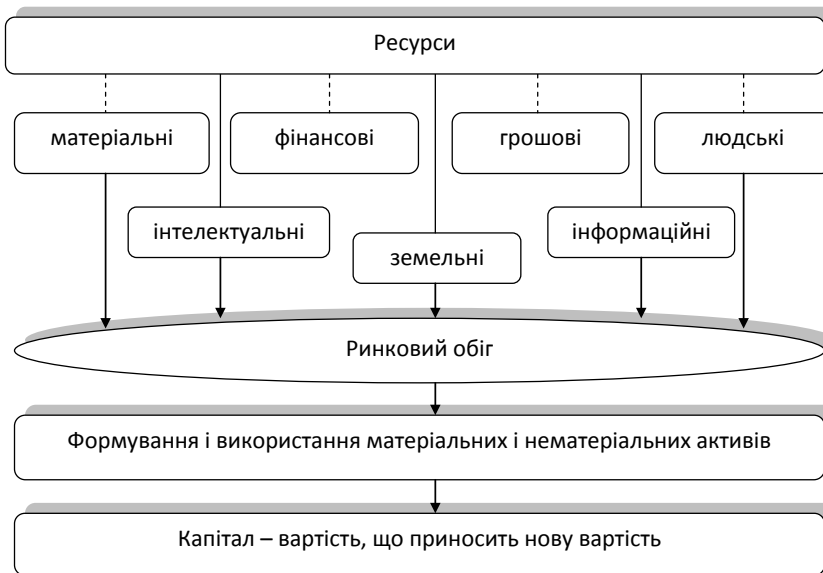 Ресурси
матеріальні
фінансові
грошові
людські
інтелектуальні
інформаційні
земельні
Ринковий обіг
Формування і використання матеріальних і нематеріальних активів
Капітал – вартість, що приносить нову вартість